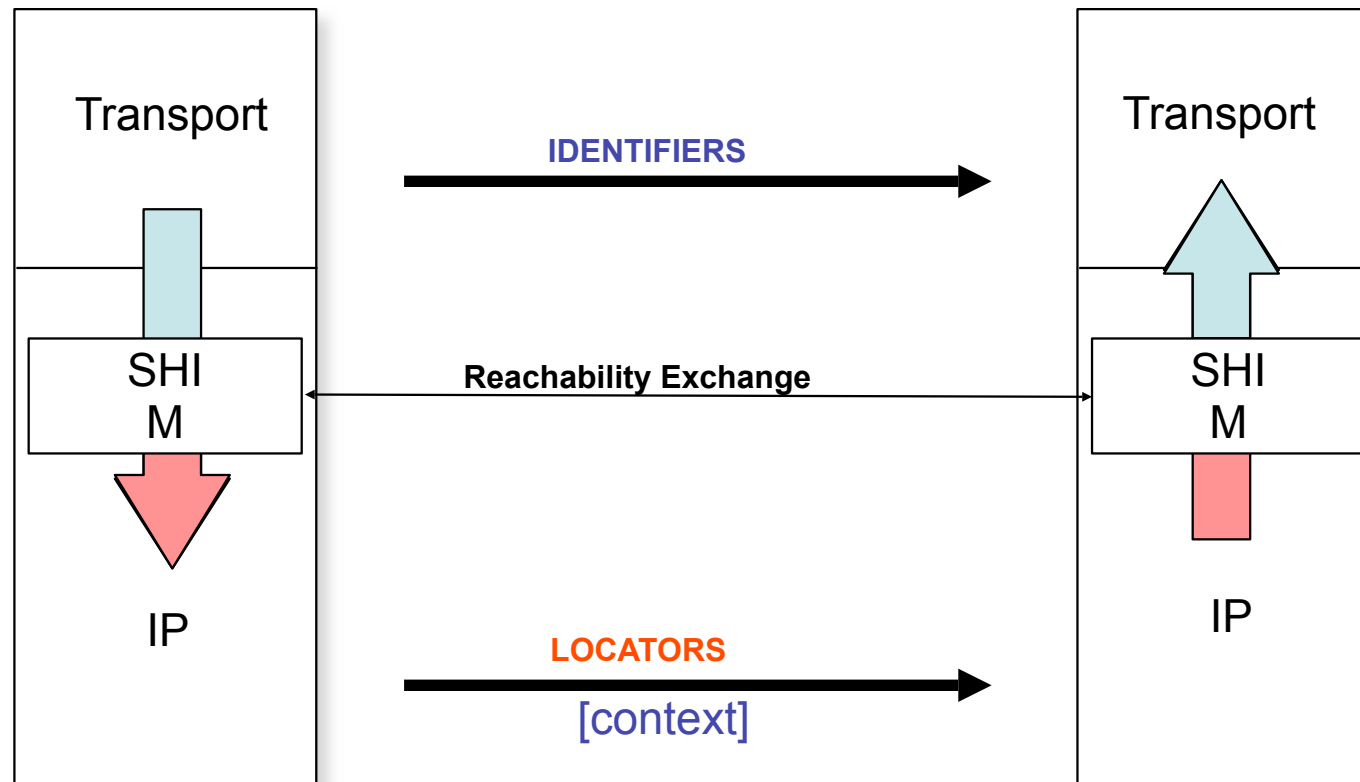 Transport
Transport
IDENTIFIERS
SHI
M
Reachability Exchange
SHI
M
IP
IP
LOCATORS
[context]